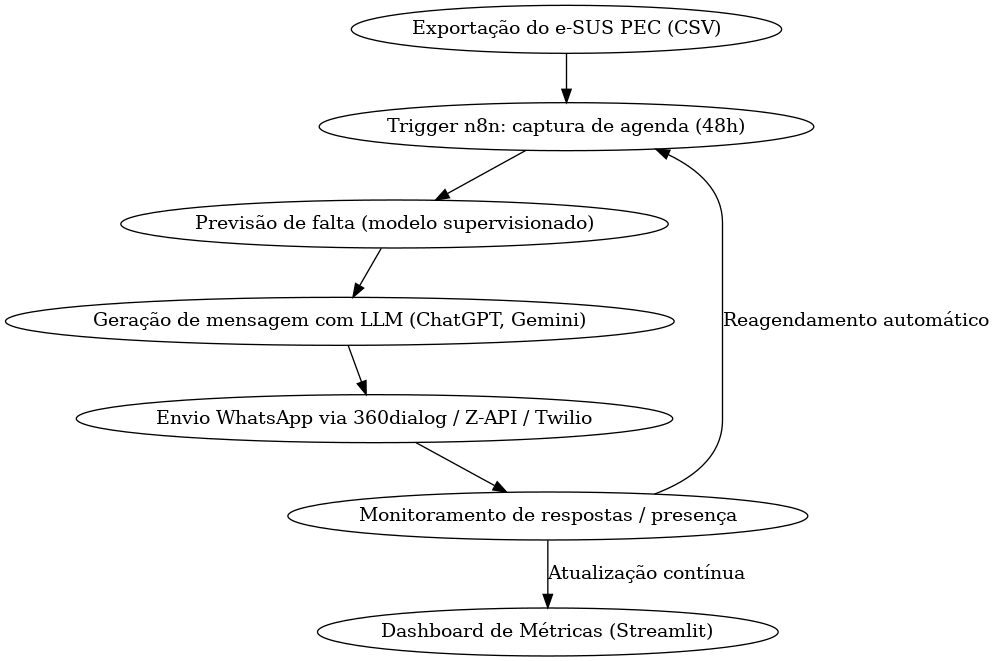 Exportação do e-SUS PEC (CSV)
Trigger n8n: captura de agenda (48h)
Previsão de falta (modelo supervisionado)
Geração de mensagem com LLM (ChatGPT, Gemini)
Reagendamento automático
Envio WhatsApp via 360dialog / Z-API / Twilio
Monitoramento de respostas / presença
Atualização contínua
Dashboard de Métricas (Streamlit)